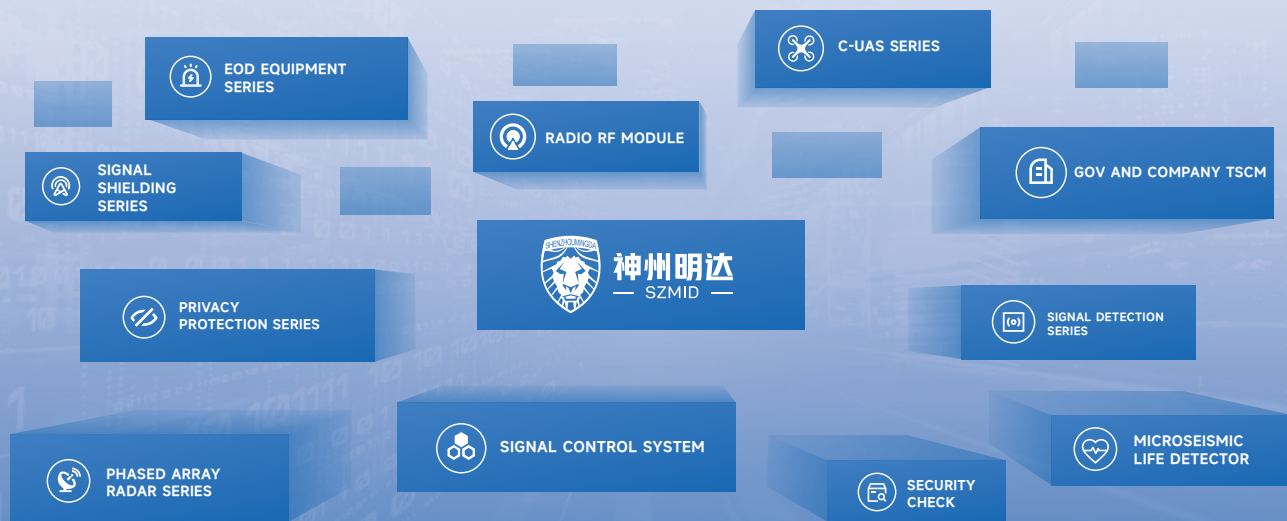 C-UAS SERIES
EOD EQUIPMENT
SERIES
RADIO RF MODULE
SIGNAL
SHIELDING
SERIES
GOV AND COMPANY TSCM
SHENZHOUMINGDA
神州明达
SZMID
PRIVACY
PROTECTION SERIES
SIGNAL DETECTION
SERIES
SIGNAL CONTROL SYSTEM
MICROSEISMIC
LIFE DETECTOR
PHASED ARRAY
RADAR SERIES
SECURITY
CHECK